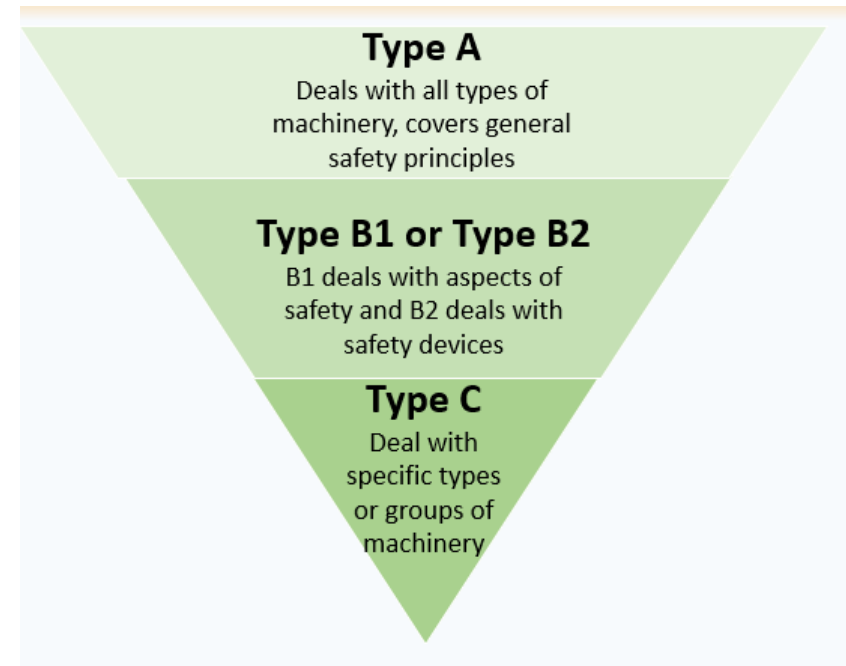 Type A
Deals with all types of
machinery, covers general
safety principles
Type B1 or Type B2
B1 deals with aspects of
safety and B2 deals with
safety devices
Type C
Deal with
specific types
or groups of
machinery